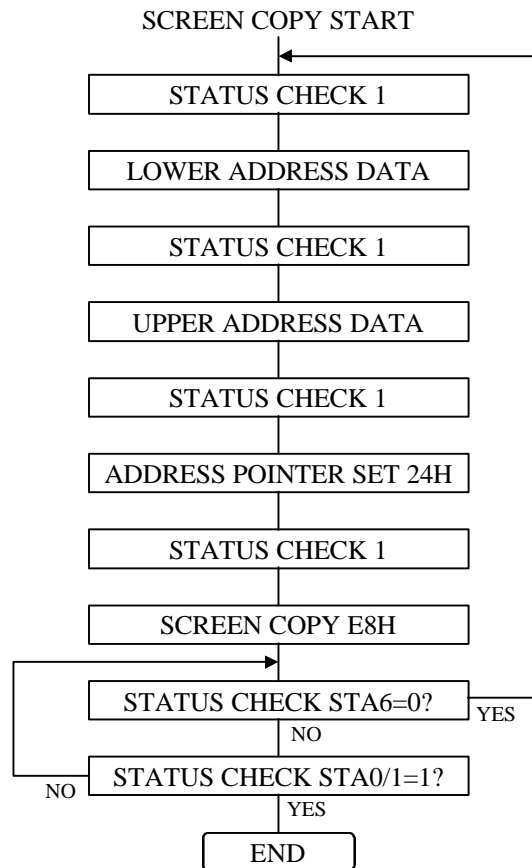 SCREEN COPY START
STATUS CHECK 1
LOWER ADDRESS DATA
STATUS CHECK 1
UPPER ADDRESS DATA
STATUS CHECK 1
ADDRESS POINTER SET 24H
STATUS CHECK 1
SCREEN COPY E8H
STATUS CHECK STA6=0?
YES
NO
STATUS CHECK STA0/1=1?
NO
YES
END